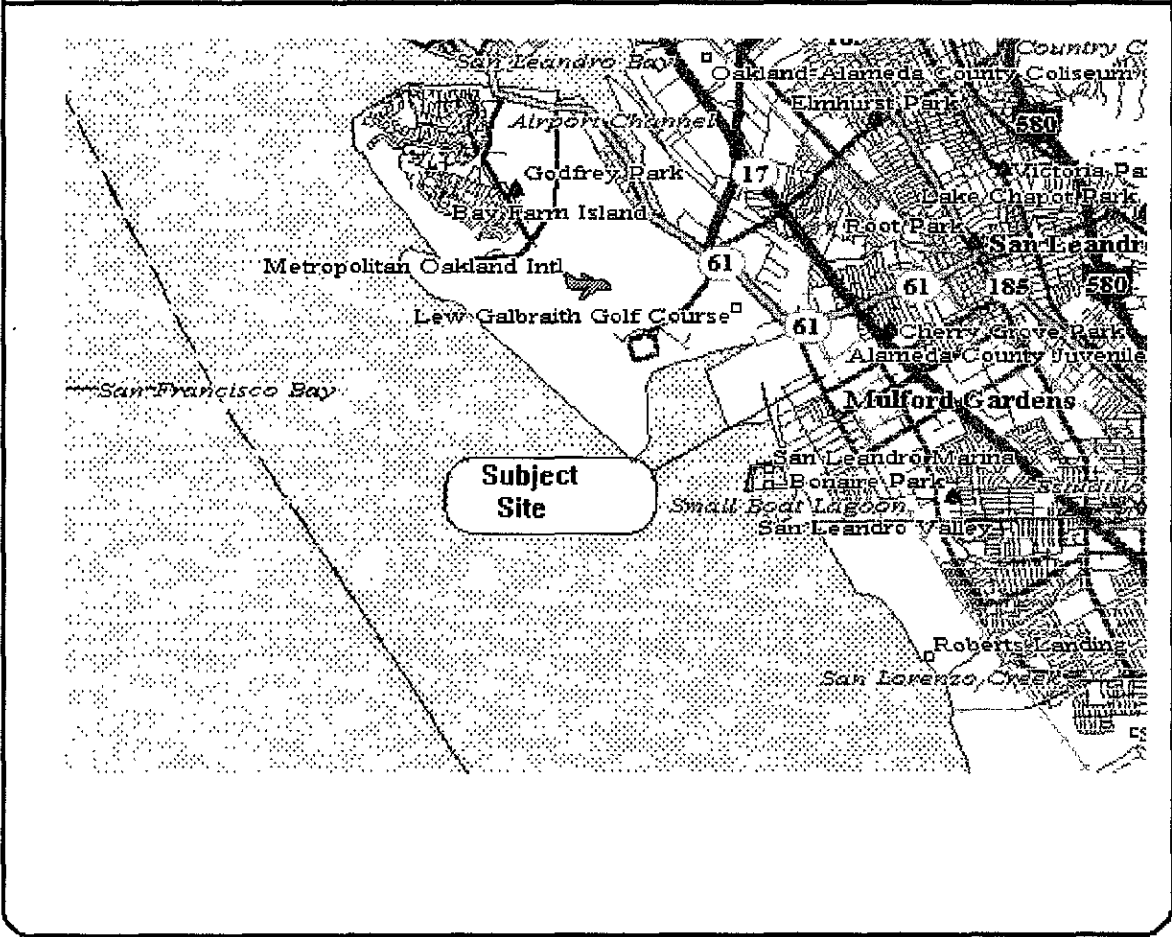 Country C
San Leandro Bay
Oakland-Alameda County Coliseum
Elmhurst Park
Airport Channel
580
17
Victoria Pa
Godfrey Park
Lake Chabot Park
Bay Farm Island
Root Park
San Leandr
Metropolitan Oakland Intl
61
61
185
580
Lew Galbraith Golf Course
61
Cherry Grove Park
Alameda County Juvenile
San Francisco Bay
Mulford Gardens
San Leandro Marina
Subject
Site
Bonaire Park
Small Boat Lagoon
San Leandro Valley
Roberts Landing
San Lorenzo Creek